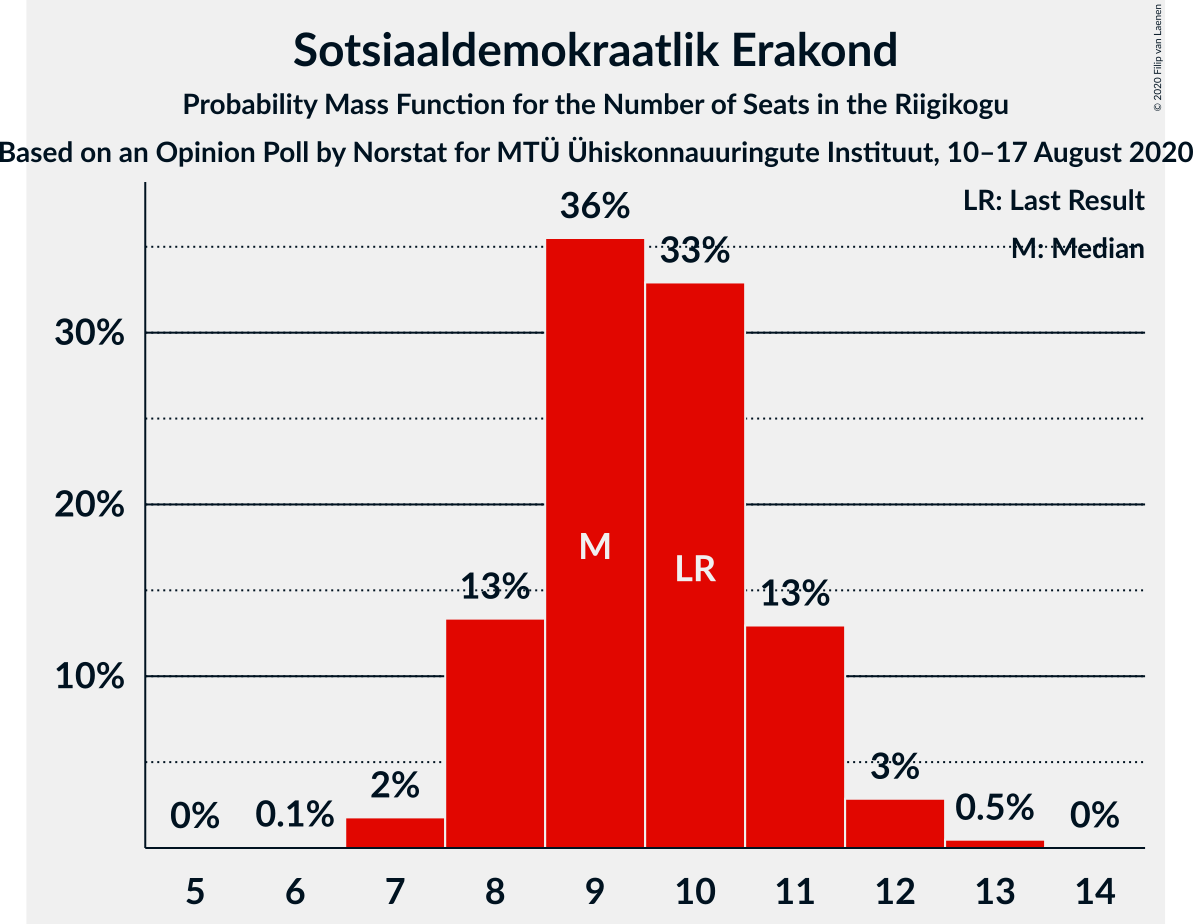 Sotsiaaldemokraatlik Erakond
Probability Mass Function for the Number of Seats in the Riigikogu
Based on an Opinion Poll by Norstat for MTÜ Ühiskonnauuringute Instituut, 10–17 August 2020
© 2020 Filip van Laenen
LR: Last Result
M: Median
36%
33%
30%
20%
10%
M
LR
13%
13%
2%
3%
0%
0.1%
0.5%
0%
5 6 7 8 9 10 11 12 13 14